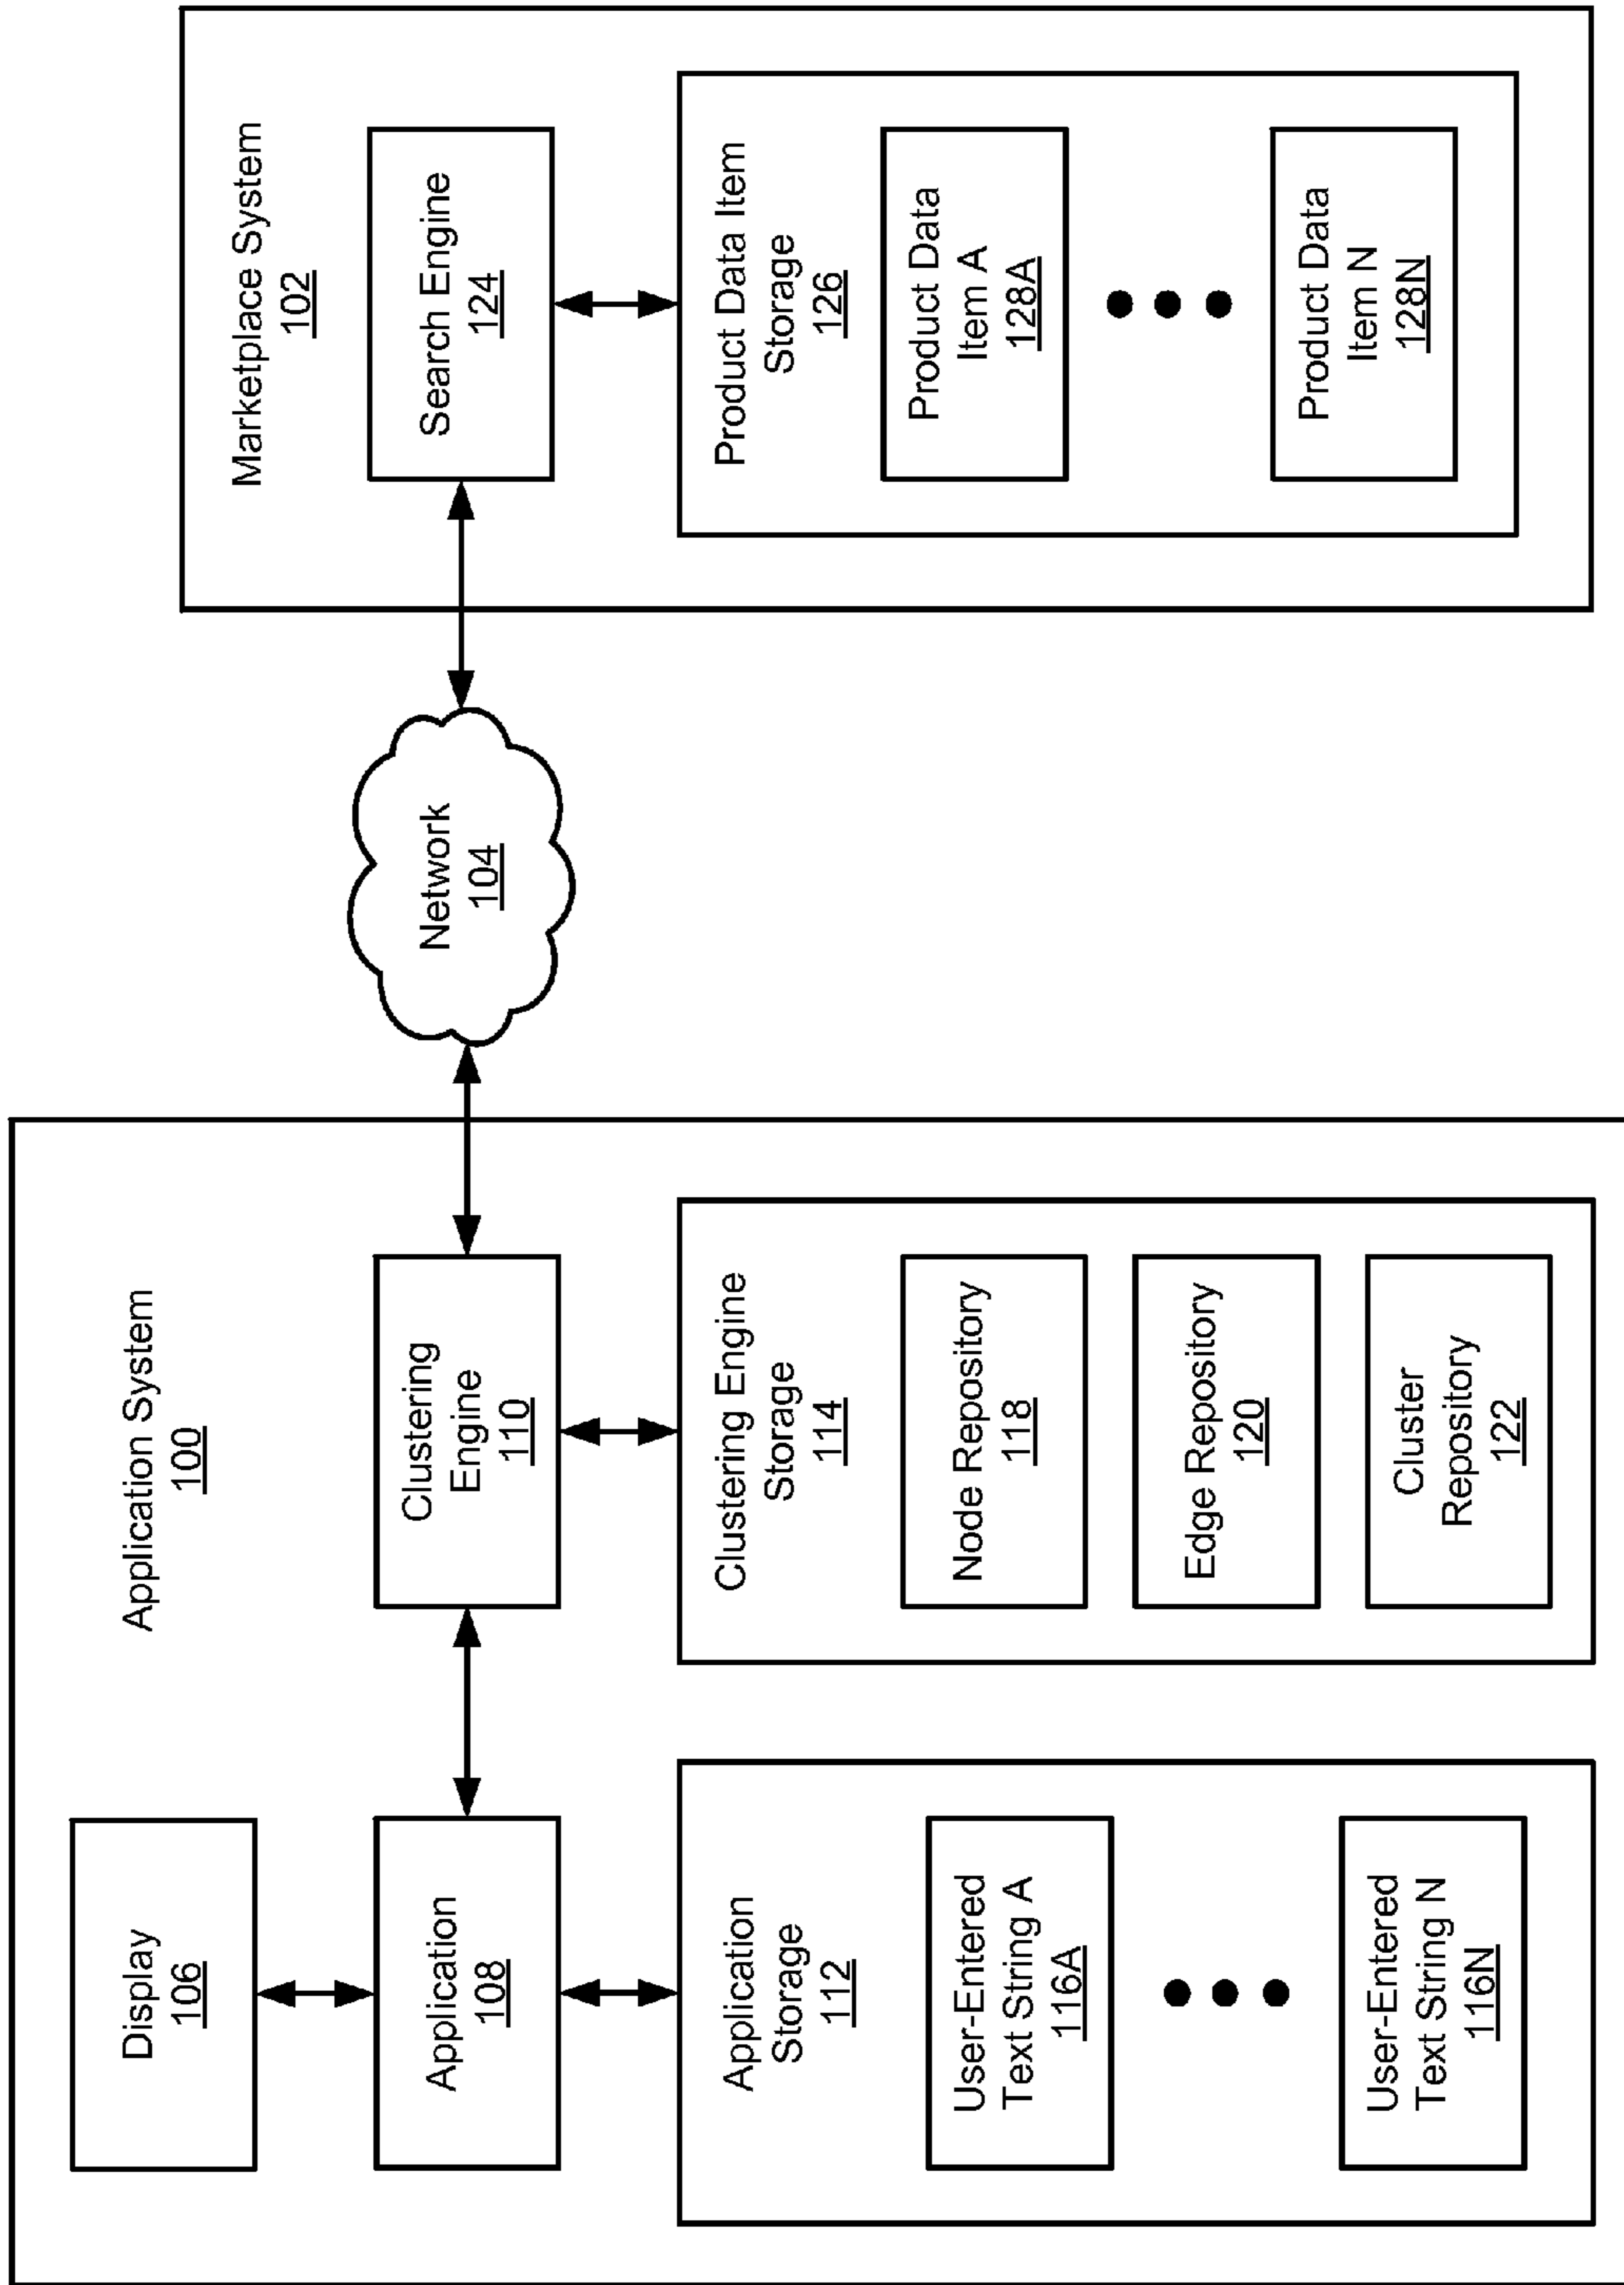 Application System
100
Display
106
Application
108
Clustering
Engine
110
Application
Storage
112
User-Entered
Text String A
116A
User-Entered
Text String N
116N
Clustering Engine
Storage
114
Node Repository
118
Edge Repository
120
Cluster
Repository
122
Network
104
Marketplace System
102
Search Engine
124
Product Data Item
Storage
126
Product Data
Item A
128A
Product Data
Item N
128N